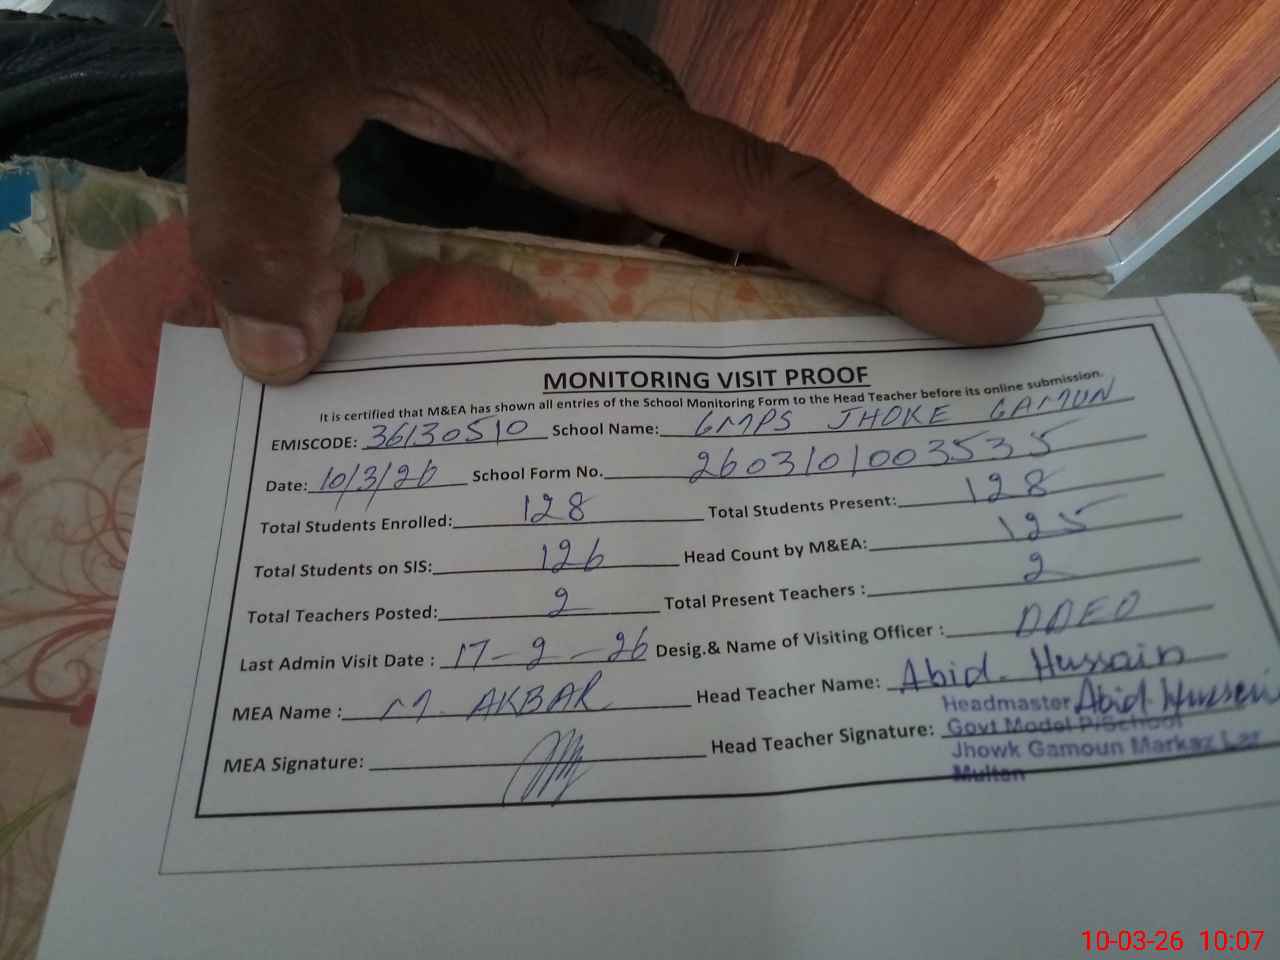 MONITORING VISIT PROOF
It is certified that M&EA has shown all entries of the School Monitoring Form to the Head Teacher before its online submission.
EMISCODE: 36130510 School Name: GMPS JHOKE GAMUN
Date: 10/3/26 School Form No. 2603101003535
Total Students Enrolled: 128 Total Students Present: 128
Total Students on SIS: 126 Head Count by M&EA: 125
Total Teachers Posted: 2 Total Present Teachers : 2
Last Admin Visit Date : 17-2-26 Desig.& Name of Visiting Officer : DDEO
MEA Name : M. AKBAR Head Teacher Name: Abid. Hussain
MEA Signature: Head Teacher Signature: Abid Hussain
Headmaster
Govt Model P/School
Jhowk Gamoun Markaz Lar
Multan
10-03-26 10:07